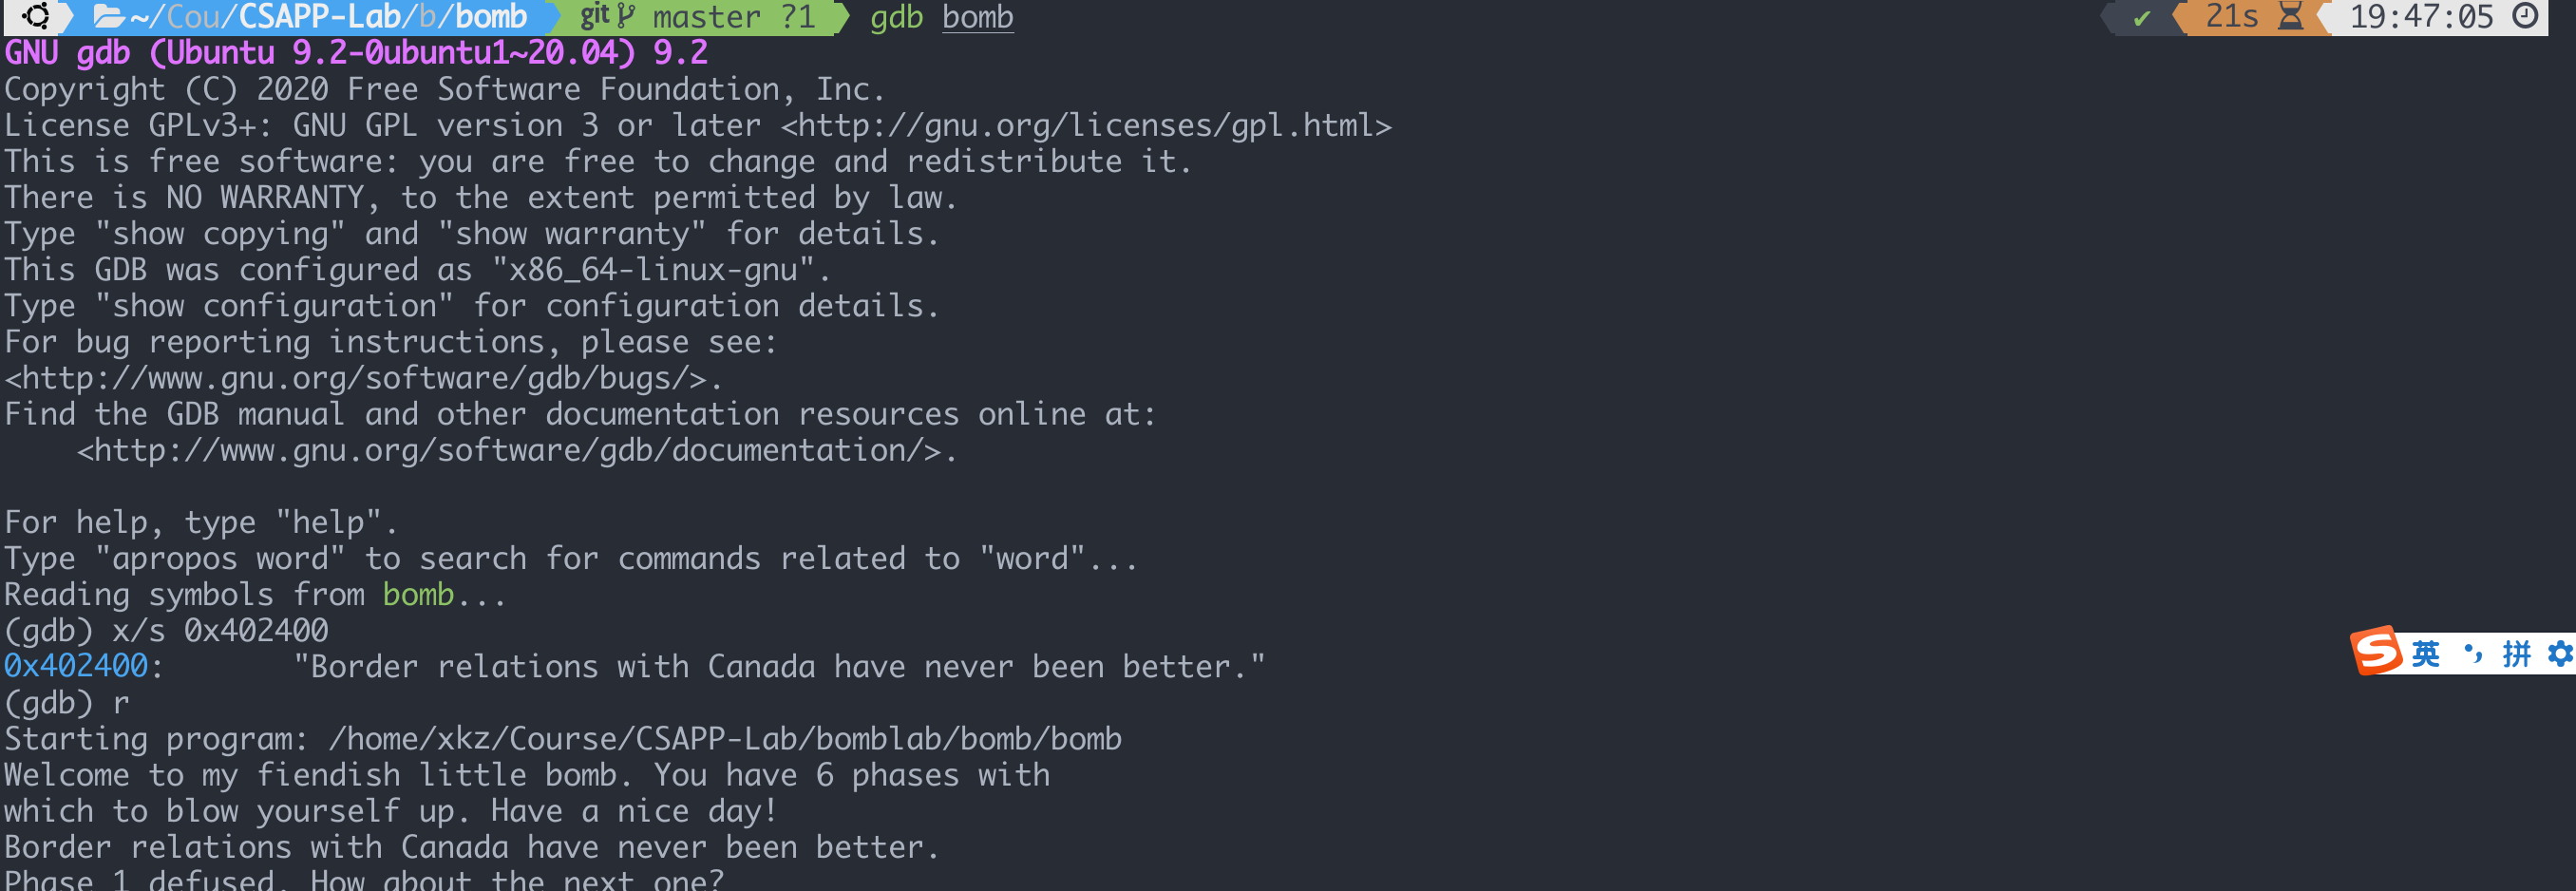 ~/Cou/CSAPP-Lab/b/bomb git master ?1 gdb bomb ✔ 21s 19:47:05
GNU gdb (Ubuntu 9.2-0ubuntu1~20.04) 9.2
Copyright (C) 2020 Free Software Foundation, Inc.
License GPLv3+: GNU GPL version 3 or later <http://gnu.org/licenses/gpl.html>
This is free software: you are free to change and redistribute it.
There is NO WARRANTY, to the extent permitted by law.
Type "show copying" and "show warranty" for details.
This GDB was configured as "x86_64-linux-gnu".
Type "show configuration" for configuration details.
For bug reporting instructions, please see:
<http://www.gnu.org/software/gdb/bugs/>.
Find the GDB manual and other documentation resources online at:
    <http://www.gnu.org/software/gdb/documentation/>.

For help, type "help".
Type "apropos word" to search for commands related to "word"...
Reading symbols from bomb...
(gdb) x/s 0x402400
0x402400:       "Border relations with Canada have never been better."
(gdb) r
Starting program: /home/xkz/Course/CSAPP-Lab/bomblab/bomb/bomb
Welcome to my fiendish little bomb. You have 6 phases with
which to blow yourself up. Have a nice day!
Border relations with Canada have never been better.
Phase 1 defused. How about the next one?
S 英 拼